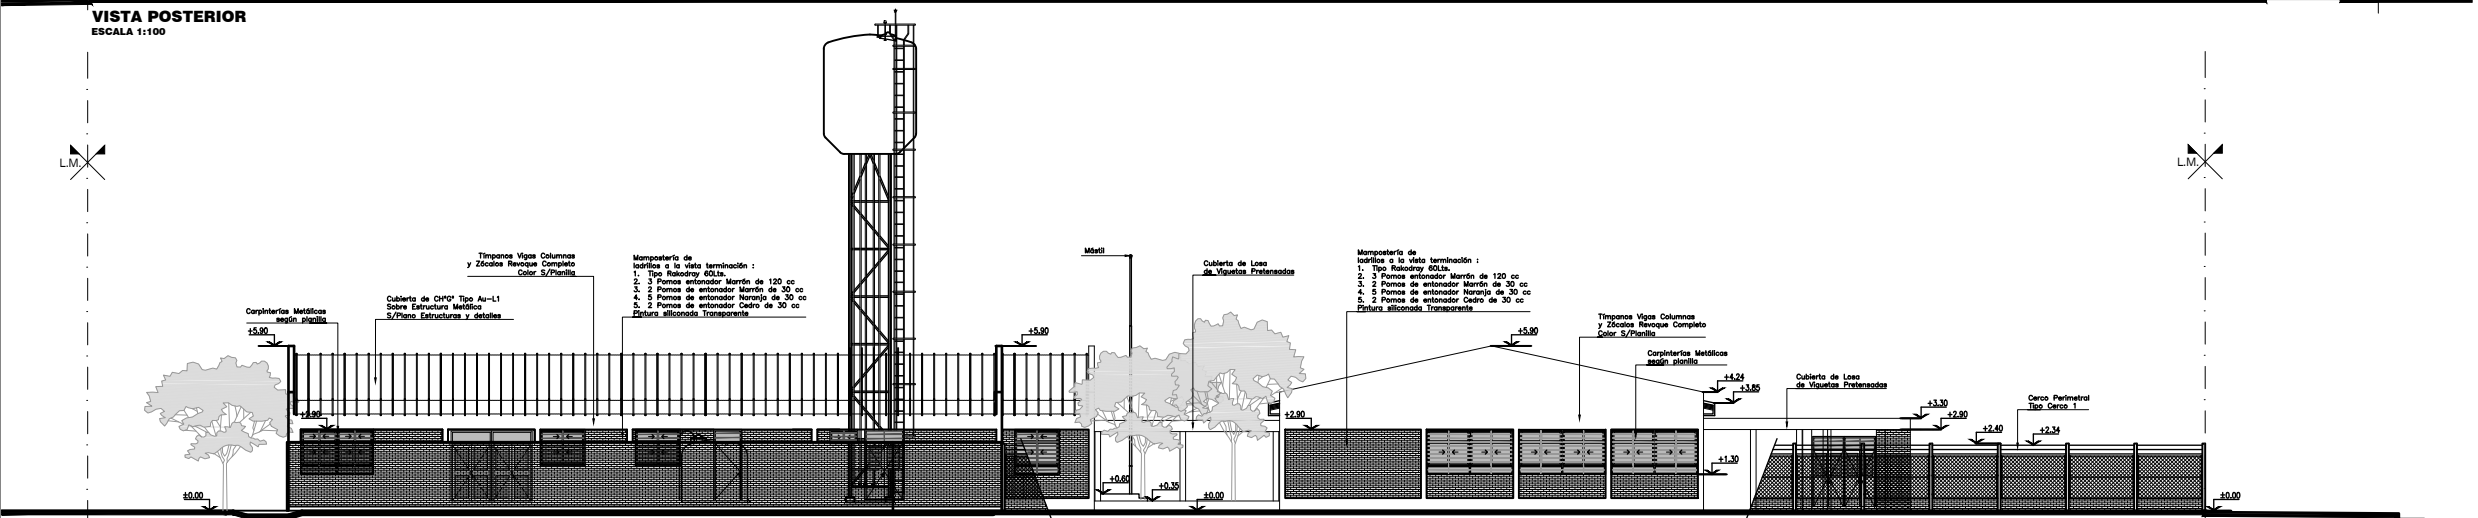 VISTA POSTERIOR
ESCALA 1:100
L.M.
L.M.
Carpinterías Metálicas
según planilla
+5.90
Cubierta de CHºGº Tipo Au-L1
Sobre Estructura Metálica
S/Plano Estructuras y detalles
Tímpanos Vigas Columnas
y Zócalos Revoque Completo
Color S/Planilla
Mampostería de
ladrillos a la vista terminación :
1. Tipo Rakodray 60Lts.
2. 3 Pomos entonador Marrón de 120 cc
3. 2 Pomos de entonador Marrón de 30 cc
4. 5 Pomos de entonador Naranja de 30 cc
5. 2 Pomos de entonador Cedro de 30 cc
Pintura siliconada Transparente
+5.90
Mástil
Cubierta de Losa
de Viguetas Pretensadas
Mampostería de
ladrillos a la vista terminación :
1. Tipo Rakodray 60Lts.
2. 3 Pomos entonador Marrón de 120 cc
3. 2 Pomos de entonador Marrón de 30 cc
4. 5 Pomos de entonador Naranja de 30 cc
5. 2 Pomos de entonador Cedro de 30 cc
Pintura siliconada Transparente
+5.90
Tímpanos Vigas Columnas
y Zócalos Revoque Completo
Color S/Planilla
Carpinterías Metálicas
según planilla
+4.24
+3.85
Cubierta de Losa
de Viguetas Pretensadas
+3.30
+2.90
Cerco Perimetral
Tipo Cerco 1
+2.90
+2.90
+2.40
+2.34
+1.30
+0.60
+0.35
±0.00
±0.00
±0.00